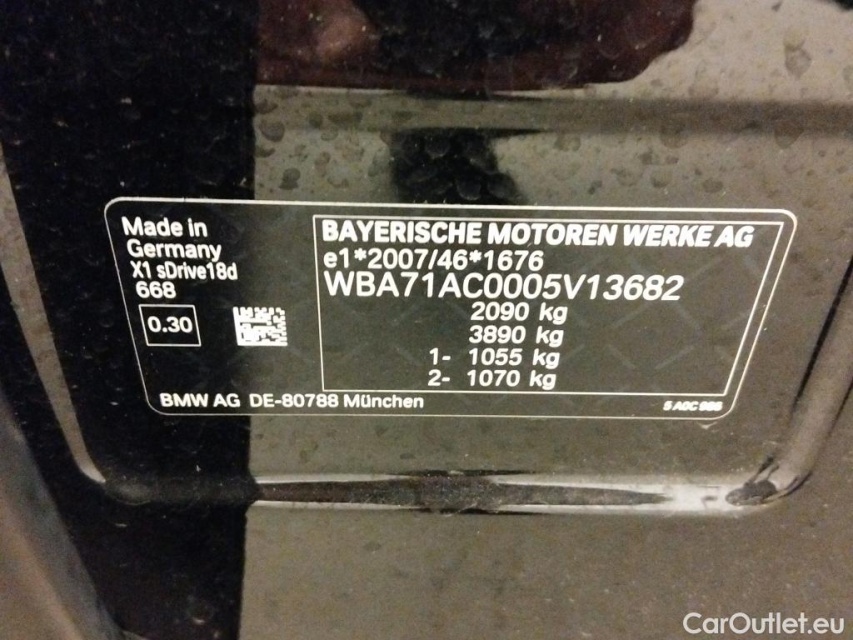 Made in
Germany
X1 sDrive18d
668
0.30
BAYERISCHE MOTOREN WERKE AG
e1*2007/46*1676
WBA71AC0005V13682
2090 kg
3890 kg
1- 1055 kg
2- 1070 kg
BMW AG DE-80788 München
CarOutlet.eu